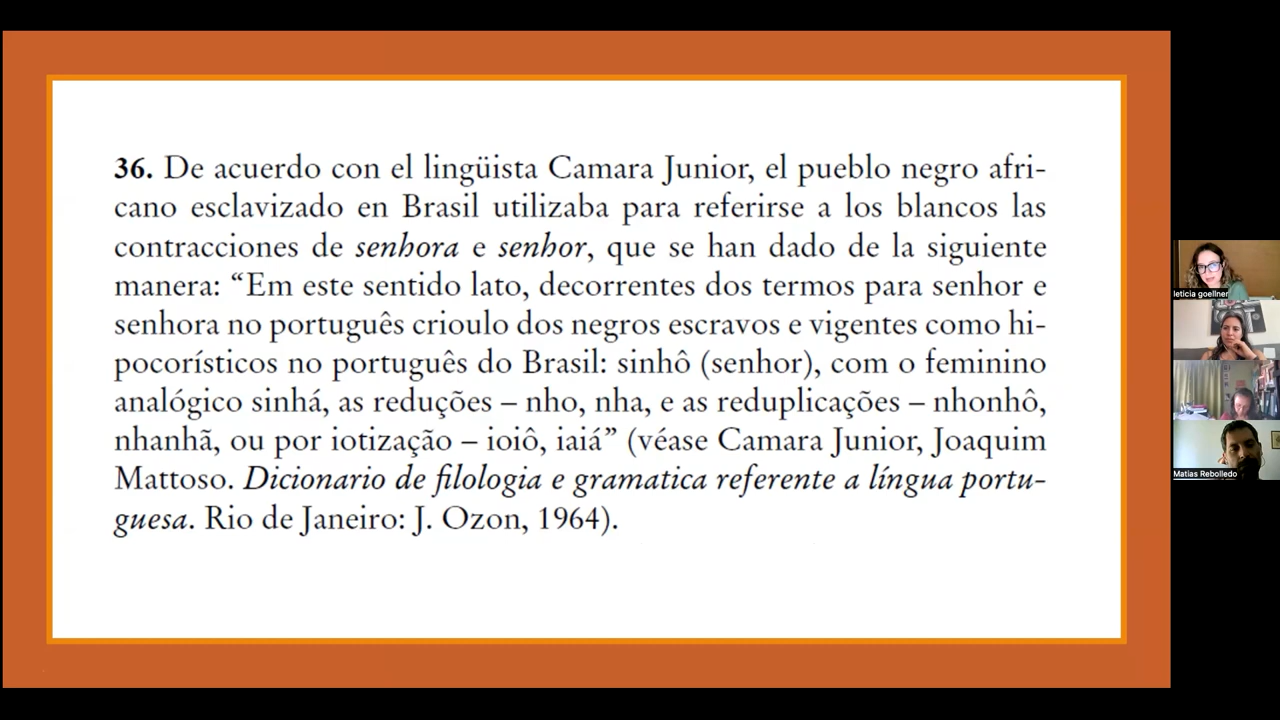 36. De acuerdo con el lingüista Camara Junior, el pueblo negro afri-
cano esclavizado en Brasil utilizaba para referirse a los blancos las
contracciones de senhora e senhor, que se han dado de la siguiente
manera: “Em este sentido lato, decorrentes dos termos para senhor e
senhora no português crioulo dos negros escravos e vigentes como hi-
pocorísticos no português do Brasil: sinhô (senhor), com o feminino
analógico sinhá, as reduções – nho, nha, e as reduplicações – nhonhô,
nhanhã, ou por iotização – ioiô, iaiá” (véase Camara Junior, Joaquim
Mattoso. Dicionario de filologia e gramatica referente a língua portu-
guesa. Rio de Janeiro: J. Ozon, 1964).
leticia goellner
Matias Rebolledo